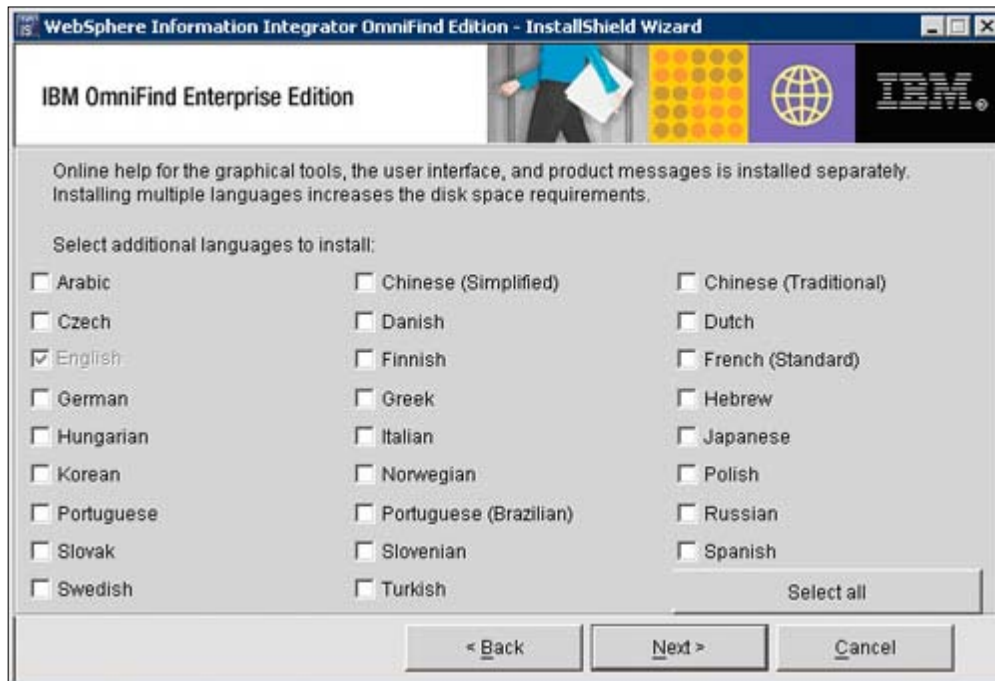 WebSphere Information Integrator OmniFind Edition - InstallShield Wizard
IBM OmniFind Enterprise Edition
IBM®
Online help for the graphical tools, the user interface, and product messages is installed separately.
Installing multiple languages increases the disk space requirements.
Select additional languages to install:
Arabic Chinese (Simplified) Chinese (Traditional)
Czech Danish Dutch
English Finnish French (Standard)
German Greek Hebrew
Hungarian Italian Japanese
Korean Norwegian Polish
Portuguese Portuguese (Brazilian) Russian
Slovak Slovenian Spanish
Swedish Turkish Select all
< Back Next > Cancel